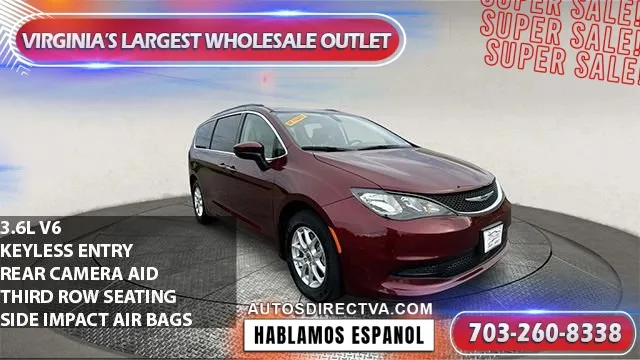 VIRGINIA'S LARGEST WHOLESALE OUTLET
SUPER SALE!
SUPER SALE!
SUPER SALE!
3.6L V6
KEYLESS ENTRY
REAR CAMERA AID
THIRD ROW SEATING
SIDE IMPACT AIR BAGS
AUTOSDIRECTVA.COM
HABLAMOS ESPANOL
703-260-8338